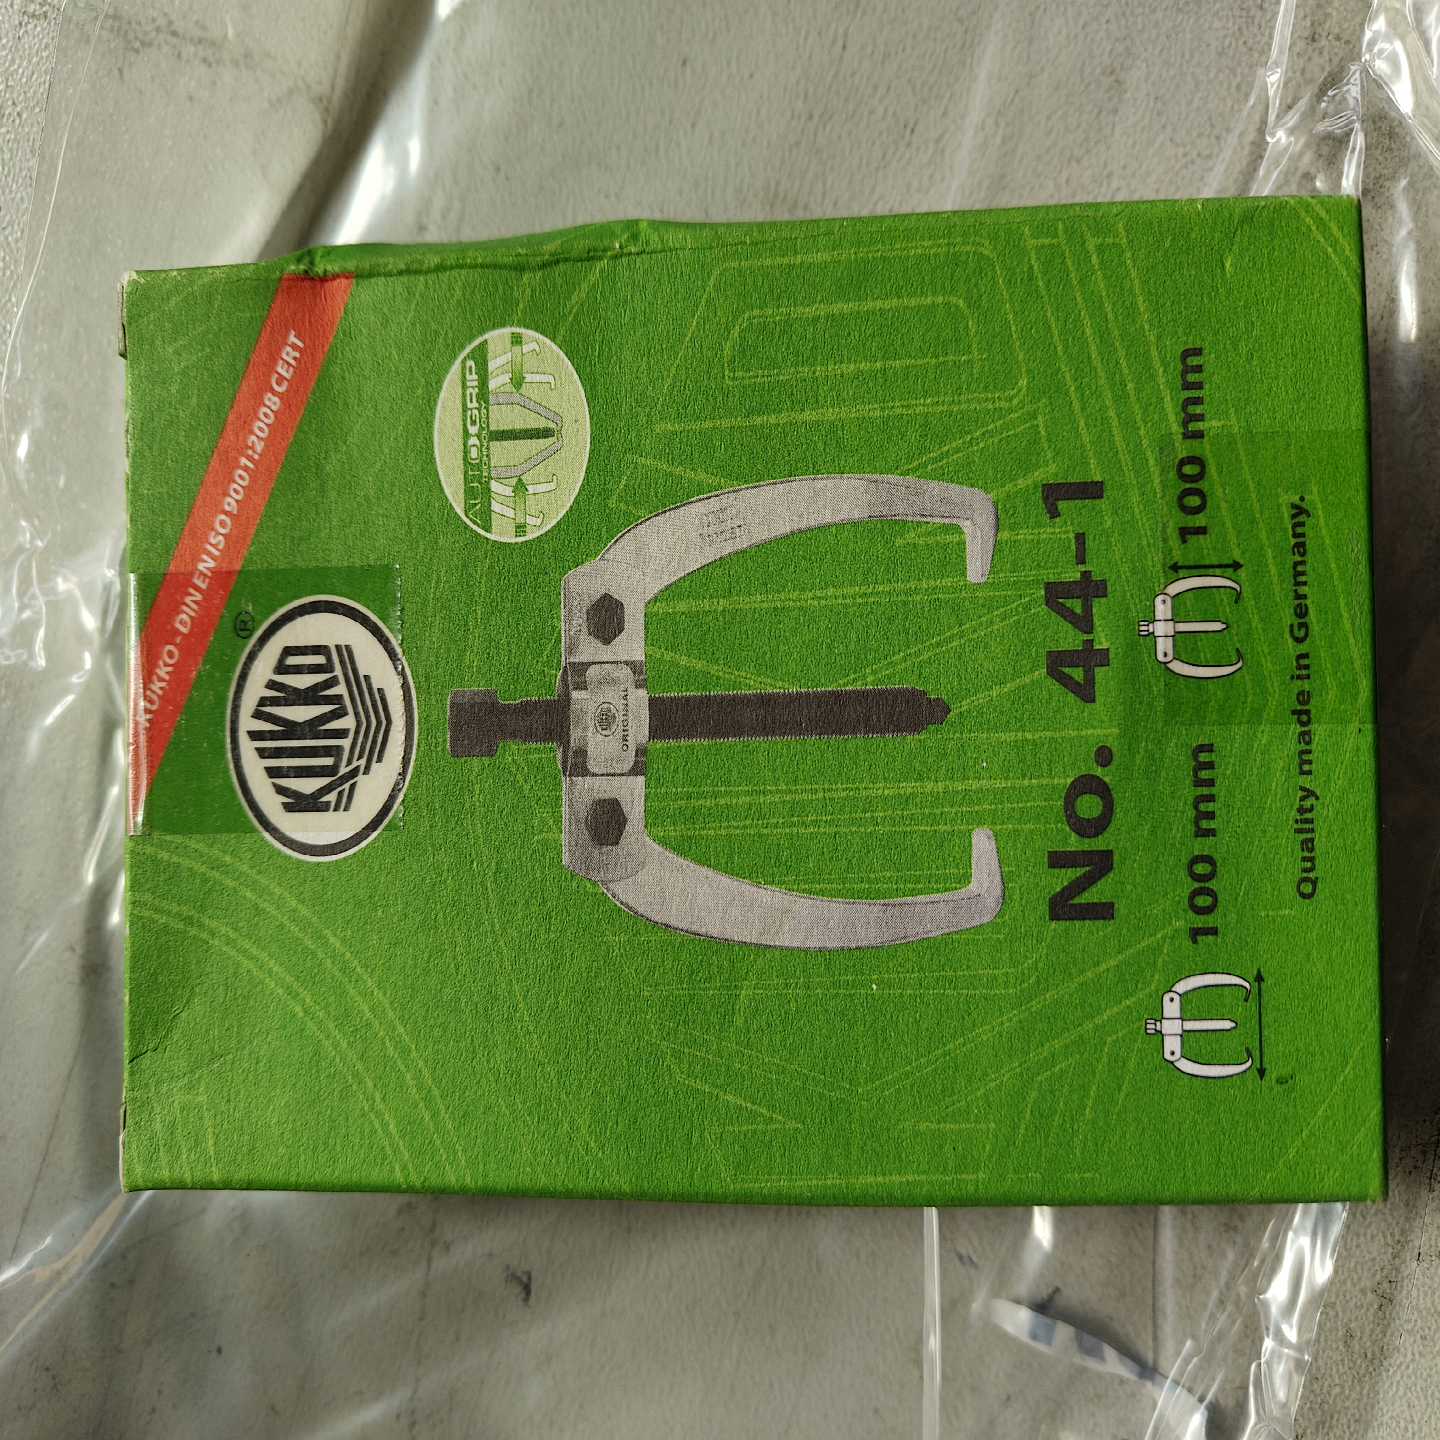 KUKKO - DIN EN ISO 9001:2008 CERT
KUKKO
®
AUTOGRIP
TECHNOLOGY
ORIGINAL
No. 44-1
100 mm
100 mm
Quality made in Germany.